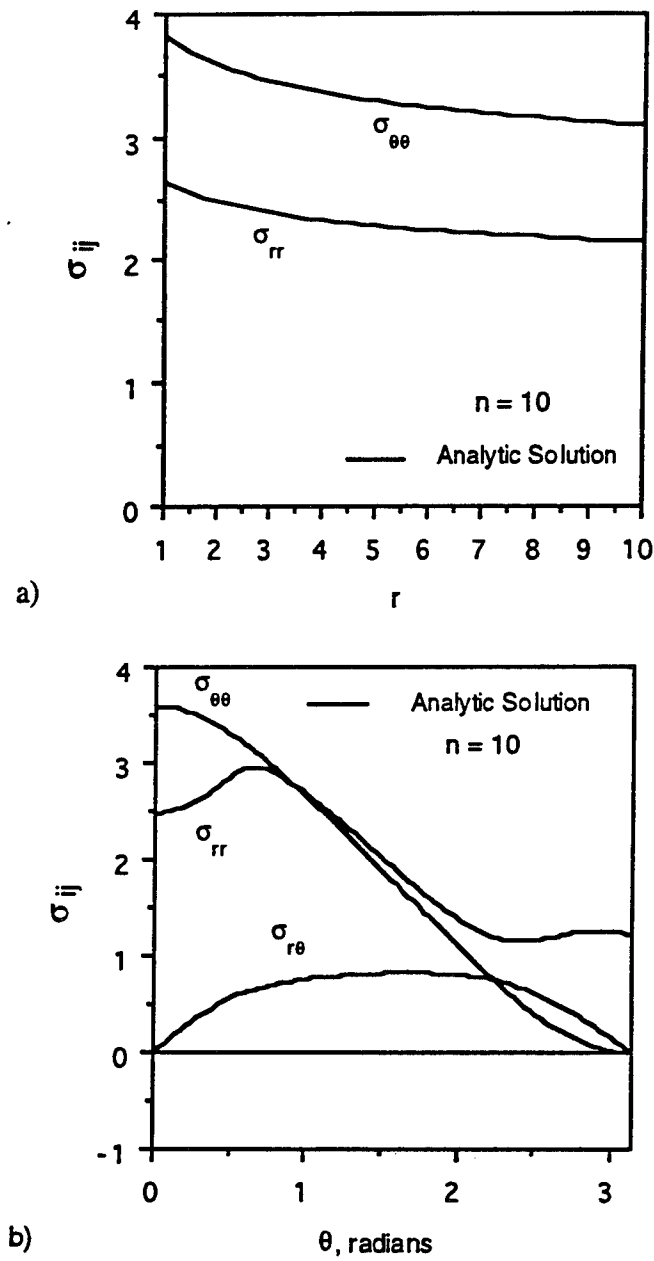 4
3
2
1
0
σij
σθθ
σrr
n = 10
Analytic Solution
1 2 3 4 5 6 7 8 9 10
a)
r
4
3
2
1
0
-1
σij
σθθ
Analytic Solution
n = 10
σrr
σrθ
0 1 2 3
b)
θ, radians